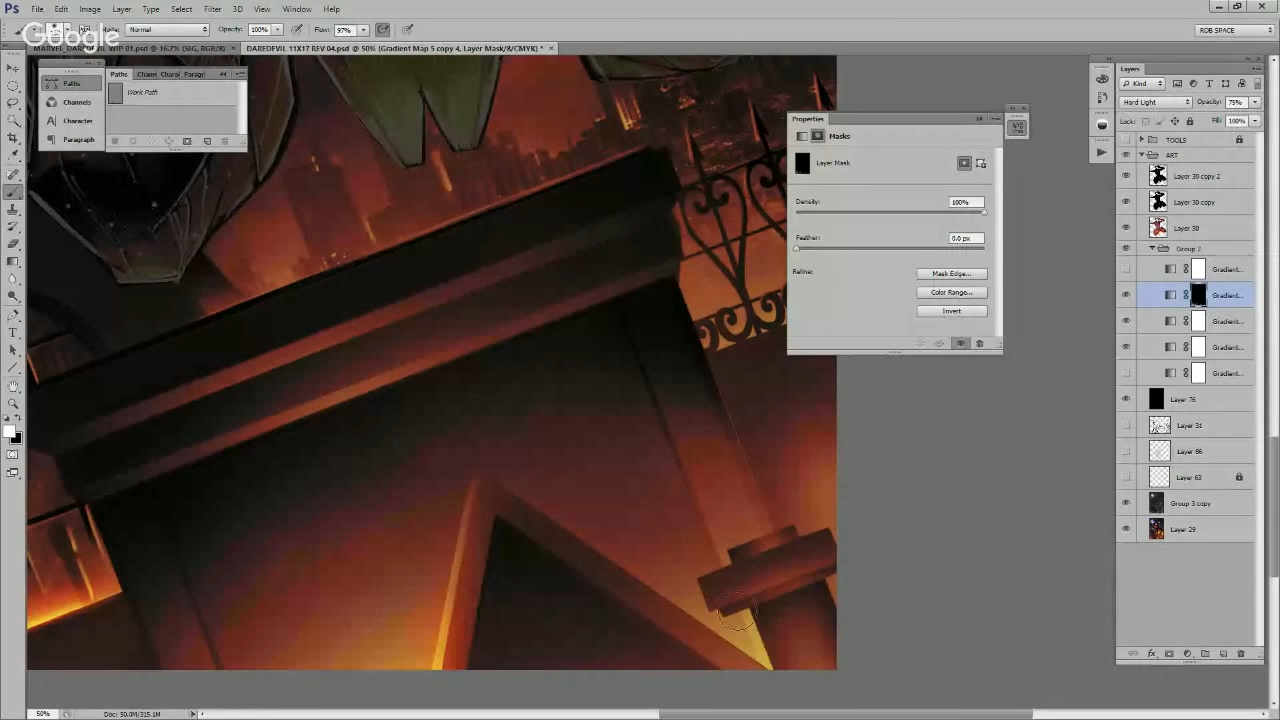 Ps File Edit Image Layer Type Select Filter 3D View Window Help
Mode: Normal Opacity: 100% Flow: 97% ROB SPACE
Google
MARVEL_DAREDEVIL WIP 01.psd @ 16.7% (SIG, RGB/8) × DAREDEVIL 11X17 REV 04.psd @ 50% (Gradient Map 5 copy 4, Layer Mask/8/CMYK) * ×
Paths
Channels
Character
Paragraph
Paths Chann Chara Paragr
Work Path
Properties
Masks
Layer Mask
Density: 100%
Feather: 0.0 px
Refine: Mask Edge...
Color Range...
Invert
Layers
Kind
Hard Light Opacity: 75%
Lock: Fill: 100%
TOOLS
ART
Layer 30 copy 2
Layer 30 copy
Layer 30
Group 2
Gradient...
Gradient...
Gradient...
Gradient...
Gradient...
Layer 76
Layer 31
Layer 86
Layer 63
Group 3 copy
Layer 29
fx
50% Doc: 50.0M/315.1M